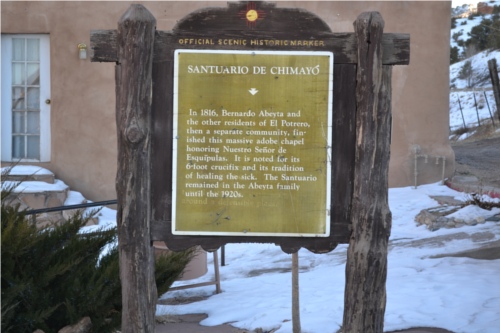 OFFICIAL SCENIC HISTORIC MARKER
SANTUARIO DE CHIMAYÓ
In 1816, Bernardo Abeyta and
the other residents of El Potrero,
then a separate community, fin-
ished this massive adobe chapel
honoring Nuestro Señor de
Esquípulas. It is noted for its
6-foot crucifix and its tradition
of healing the sick. The Santuario
remained in the Abeyta family
until the 1920s.